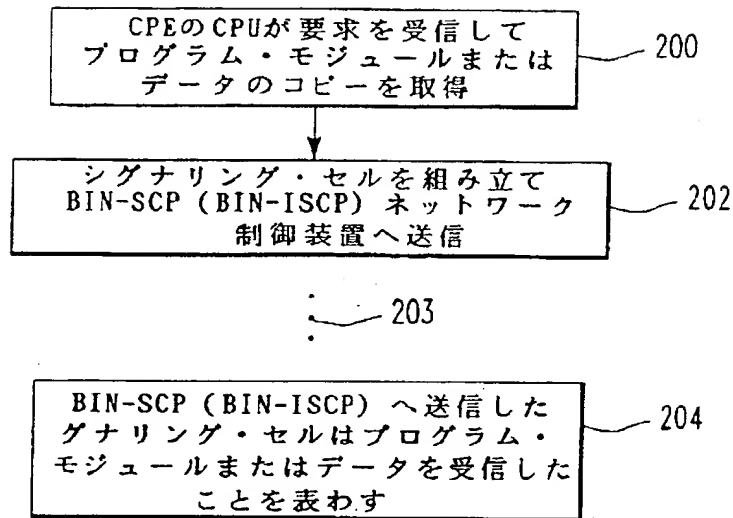 CPEのCPUが要求を受信して
プログラム・モジュールまたは
データのコピーを取得
200
シグナリング・セルを組み立て
BIN-SCP (BIN-ISCP) ネットワーク
制御装置へ送信
202
203
BIN-SCP (BIN-ISCP) へ送信した
グナリング・セルはプログラム・
モジュールまたはデータを受信した
ことを表わす
204